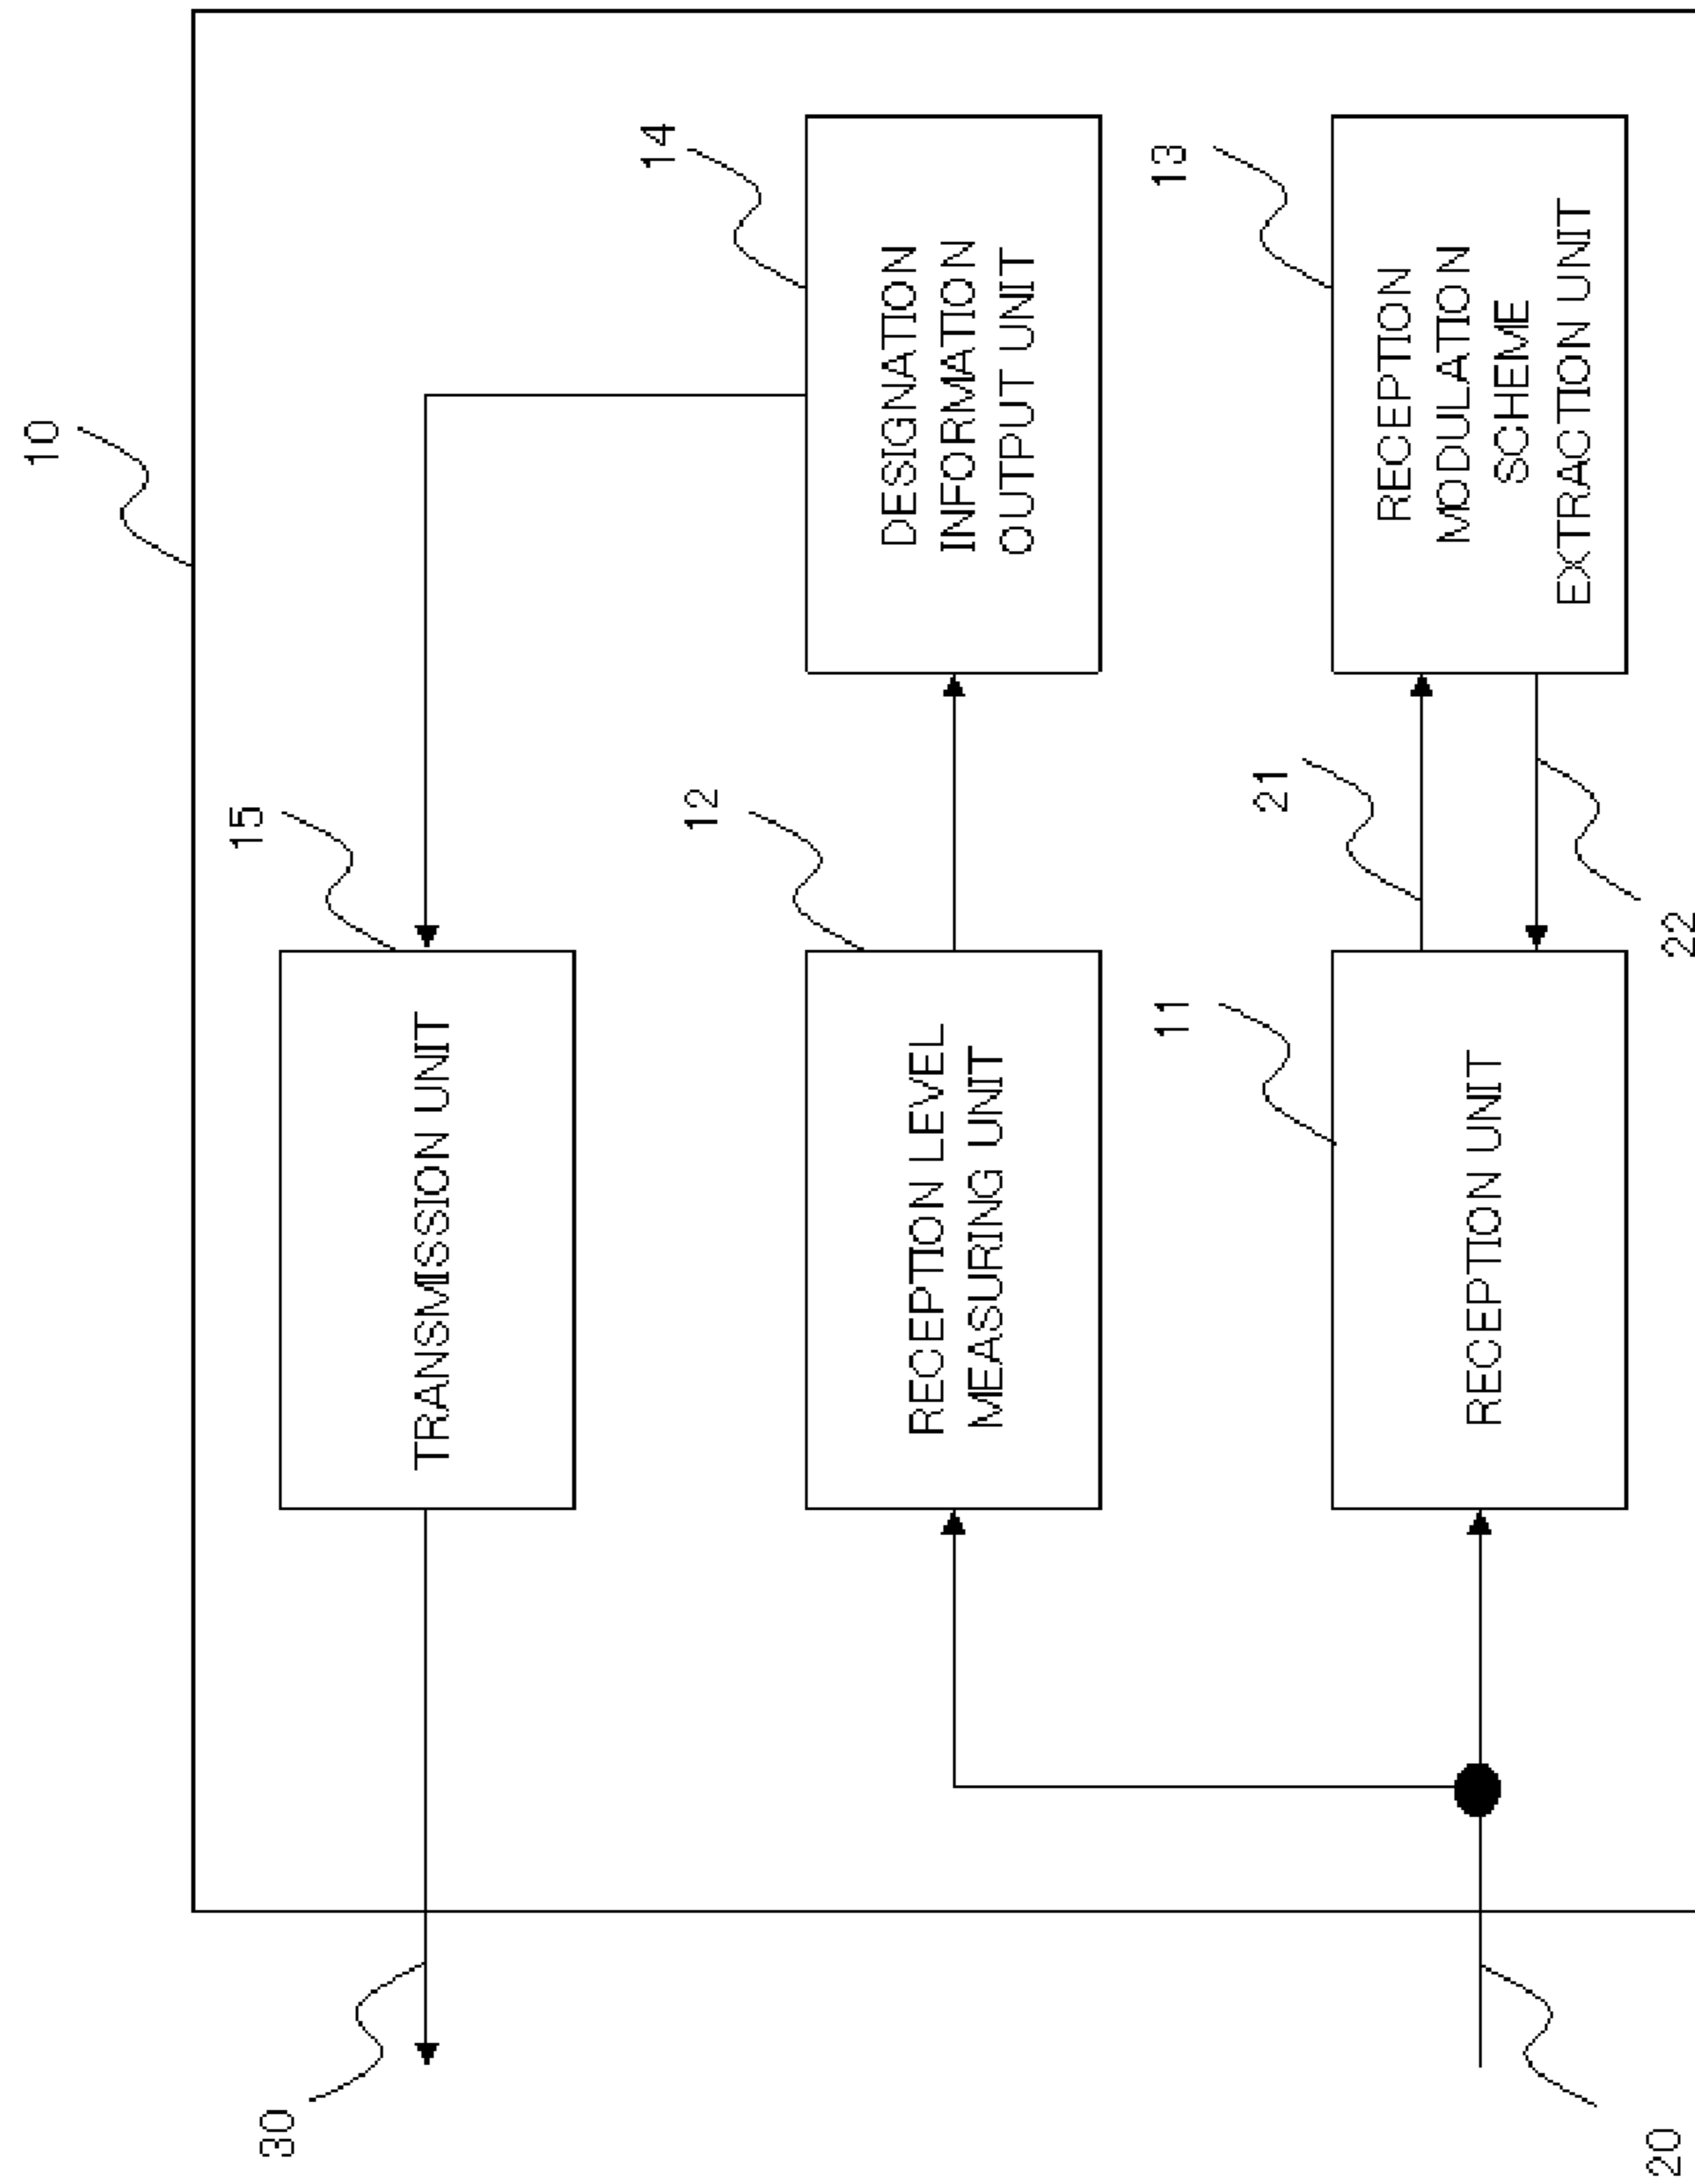 10
15
TRANSMISSION UNIT
30
14
DESIGNATION
INFORMATION
OUTPUT UNIT
12
RECEPTION LEVEL
MEASURING UNIT
13
RECEPTION
MODULATION
SCHEME
EXTRACTION UNIT
21
11
RECEPTION UNIT
22
20